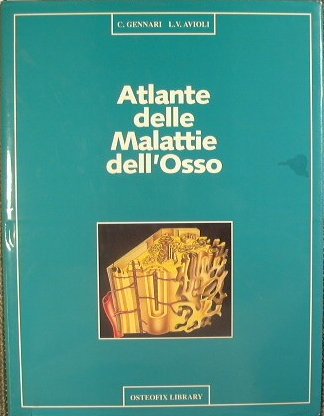 C. GENNARI L.V. AVIOLI
Atlante
delle
Malattie
dell'Osso
OSTEOFIX LIBRARY